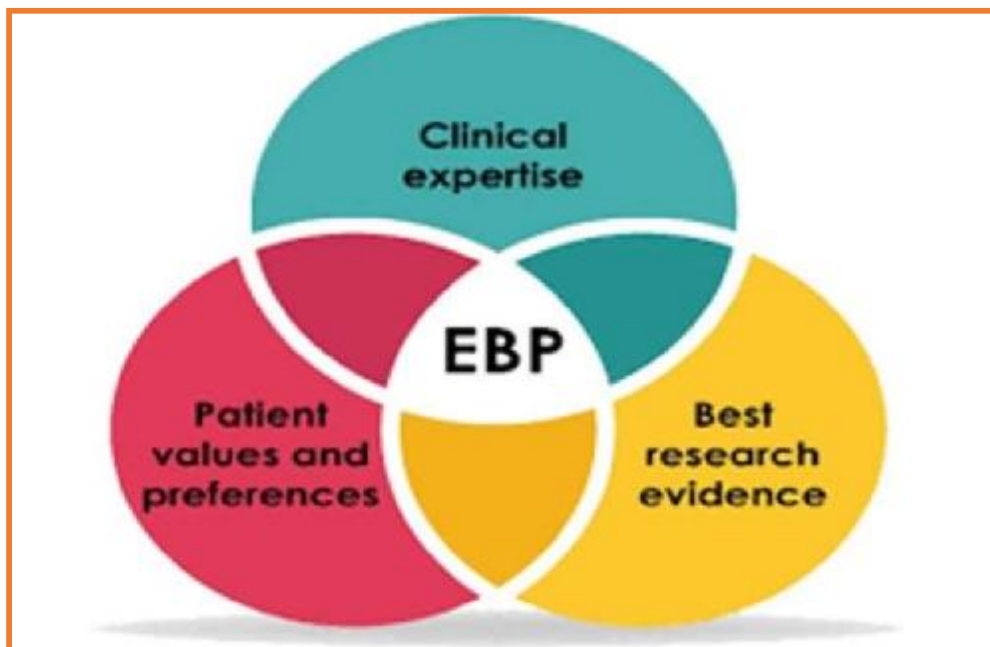 Clinical
expertise
EBP
Patient
values and
preferences
Best
research
evidence